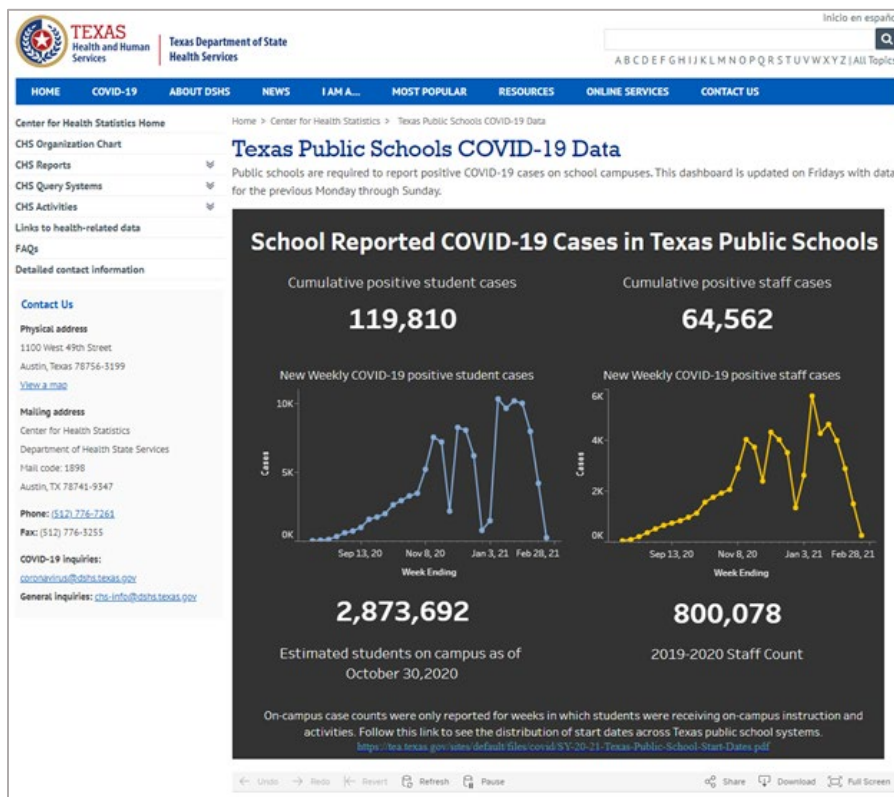 Inicio en españo
TEXAS
Health and Human
Services
Texas Department of State
Health Services
A B C D E F G H I J K L M N O P Q R S T U V W X Y Z | All Topics
HOME COVID-19 ABOUT DSHS NEWS I AM A... MOST POPULAR RESOURCES ONLINE SERVICES CONTACT US
Center for Health Statistics Home
CHS Organization Chart
CHS Reports
CHS Query Systems
CHS Activities
Links to health-related data
FAQs
Detailed contact information
Contact Us
Physical address
1100 West 49th Street
Austin, Texas 78756-3199
View a map
Mailing address
Center for Health Statistics
Department of Health State Services
Mail code: 1898
Austin, TX 78741-9347
Phone: (512) 776-7261
Fax: (512) 776-3255
COVID-19 inquiries:
coronavirus@dshs.texas.gov
General inquiries: chs-info@dshs.texas.gov
Home > Center for Health Statistics > Texas Public Schools COVID-19 Data
Texas Public Schools COVID-19 Data
Public schools are required to report positive COVID-19 cases on school campuses. This dashboard is updated on Fridays with data
for the previous Monday through Sunday.
School Reported COVID-19 Cases in Texas Public Schools
Cumulative positive student cases
119,810
New Weekly COVID-19 positive student cases
10K
5K
0K
Cases
Sep 13, 20 Nov 8, 20 Jan 3, 21 Feb 28, 21
Week Ending
2,873,692
Estimated students on campus as of
October 30,2020
Cumulative positive staff cases
64,562
New Weekly COVID-19 positive staff cases
6K
4K
2K
0K
Cases
Sep 13, 20 Nov 8, 20 Jan 3, 21 Feb 28, 21
Week Ending
800,078
2019-2020 Staff Count
On-campus case counts were only reported for weeks in which students were receiving on-campus instruction and
activities. Follow this link to see the distribution of start dates across Texas public school systems.
https://tea.texas.gov/sites/default/files/covid/SY-20-21-Texas-Public-School-Start-Dates.pdf
Undo Redo Revert Refresh Pause Share Download Full Screen